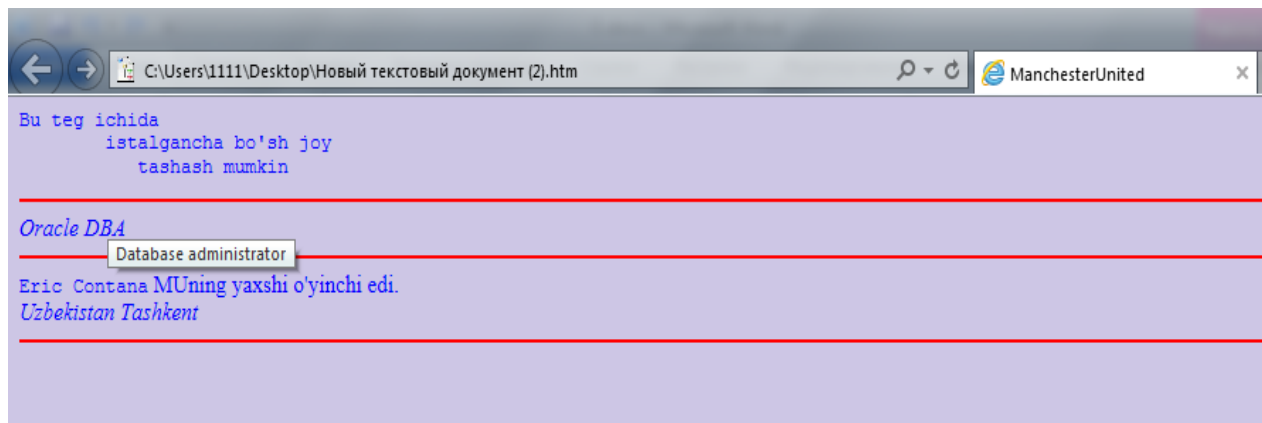 C:\Users\1111\Desktop\Новый текстовый документ (2).htm
ManchesterUnited
Bu teg ichida
istalgancha bo'sh joy
tashash mumkin
Oracle DBA
Database administrator
Eric Contana MUning yaxshi o'yinchi edi.
Uzbekistan Tashkent